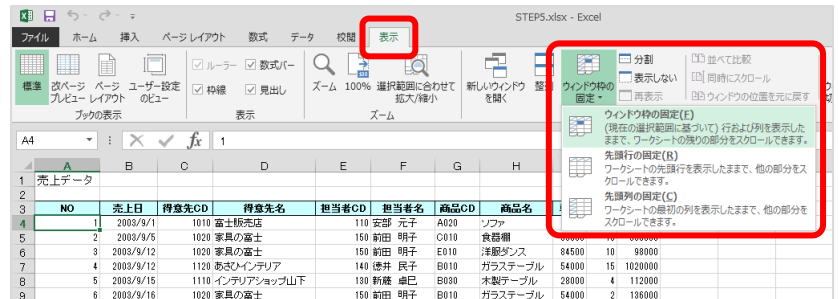 STEP5.xlsx - Excel
ファイル ホーム 挿入 ページレイアウト 数式 データ 校閲 表示
標準 改ページ プレビュー ページ レイアウト ユーザー設定 のビュー
ブックの表示
ルーラー 数式バー
枠線 見出し
表示
ズーム 100% 選択範囲に合わせて 拡大/縮小
ズーム
新しいウィンドウ を開く 整列 ウィンドウ枠の 固定
分割
表示しない
再表示
並べて比較
同時にスクロール
ウィンドウの位置を元に戻す
ウィンドウ枠の固定(F)
(現在の選択範囲に基づいて) 行および列を表示した
ままで、ワークシートの残りの部分をスクロールできます。
先頭行の固定(R)
ワークシートの先頭行を表示したままで、他の部分をス
クロールできます。
先頭列の固定(C)
ワークシートの最初の列を表示したままで、他の部分を
スクロールできます。
A4 fx 1
A B C D E F G H
1 売上データ
2
3 NO 売上日 得意先CD 得意先名 担当者CD 担当者名 商品CD 商品名
4 1 2003/9/1 1010 富士販売店 110 安部 元子 A020 ソファ
5 2 2003/9/5 1020 家具の富士 150 前田 明子 C010 食器棚
6 3 2003/9/12 1020 家具の富士 150 前田 明子 E010 洋服ダンス 84500 10 98000
7 4 2003/9/12 1120 あさひインテリア 140 徳井 民子 B010 ガラステーブル 54000 15 1020000
8 5 2003/9/15 1110 インテリアショップ山下 130 新藤 卓巳 B030 木製テーブル 28000 4 112000
9 6 2003/9/16 1020 家具の富士 150 前田 明子 B010 ガラステーブル 54000 2 136000